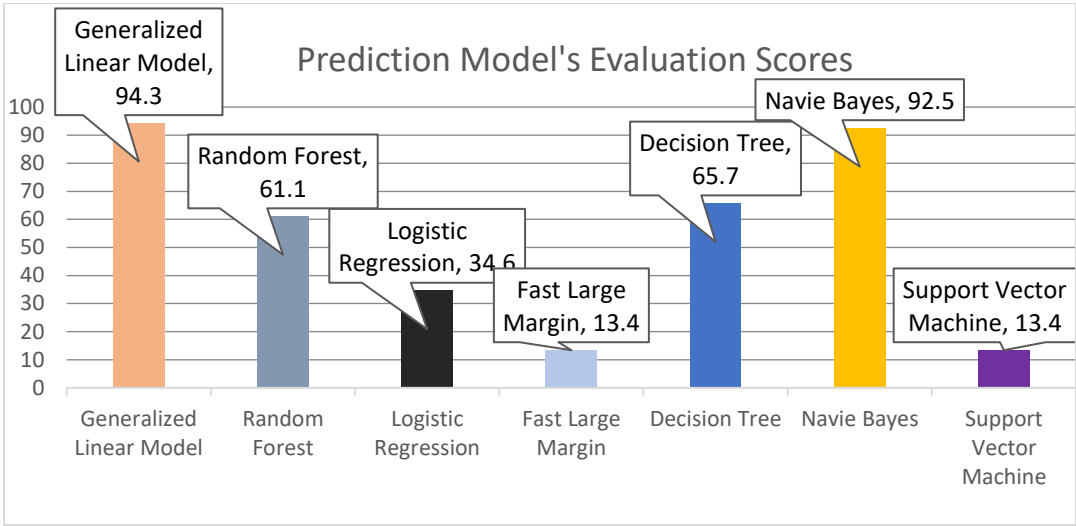 Prediction Model's Evaluation Scores
Generalized
Linear Model,
94.3
Random Forest,
61.1
Logistic
Regression, 34.6
Fast Large
Margin, 13.4
Decision Tree,
65.7
Navie Bayes, 92.5
Support Vector
Machine, 13.4
100
90
80
70
60
50
40
30
20
10
0
Generalized
Linear Model
Random
Forest
Logistic
Regression
Fast Large
Margin
Decision Tree
Navie Bayes
Support
Vector
Machine